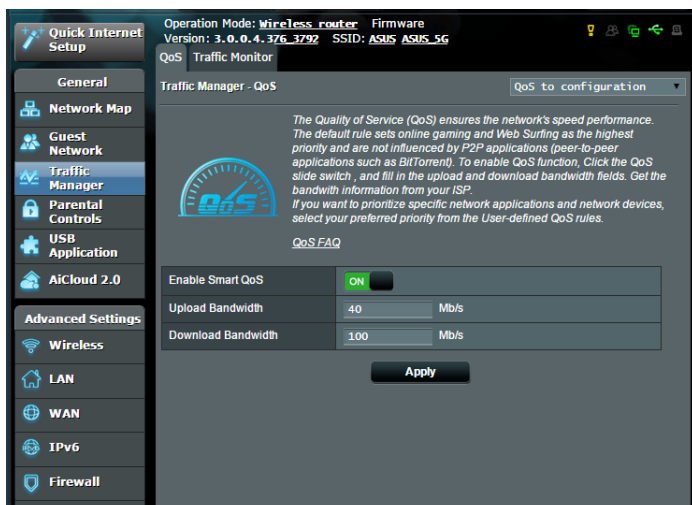 Quick Internet
Setup
Operation Mode: Wireless router Firmware
Version: 3.0.0.4.376_3792 SSID: ASUS ASUS_5G
QoS Traffic Monitor
General
Network Map
Guest
Network
Traffic
Manager
Parental
Controls
USB
Application
AiCloud 2.0
Advanced Settings
Wireless
LAN
WAN
IPv6
Firewall
Traffic Manager - QoS
QoS to configuration
QoS
The Quality of Service (QoS) ensures the network's speed performance.
The default rule sets online gaming and Web Surfing as the highest
priority and are not influenced by P2P applications (peer-to-peer
applications such as BitTorrent). To enable QoS function, Click the QoS
slide switch , and fill in the upload and download bandwidth fields. Get the
bandwith information from your ISP.
If you want to prioritize specific network applications and network devices,
select your preferred priority from the User-defined QoS rules.
QoS FAQ
Enable Smart QoS ON
Upload Bandwidth 40 Mb/s
Download Bandwidth 100 Mb/s
Apply